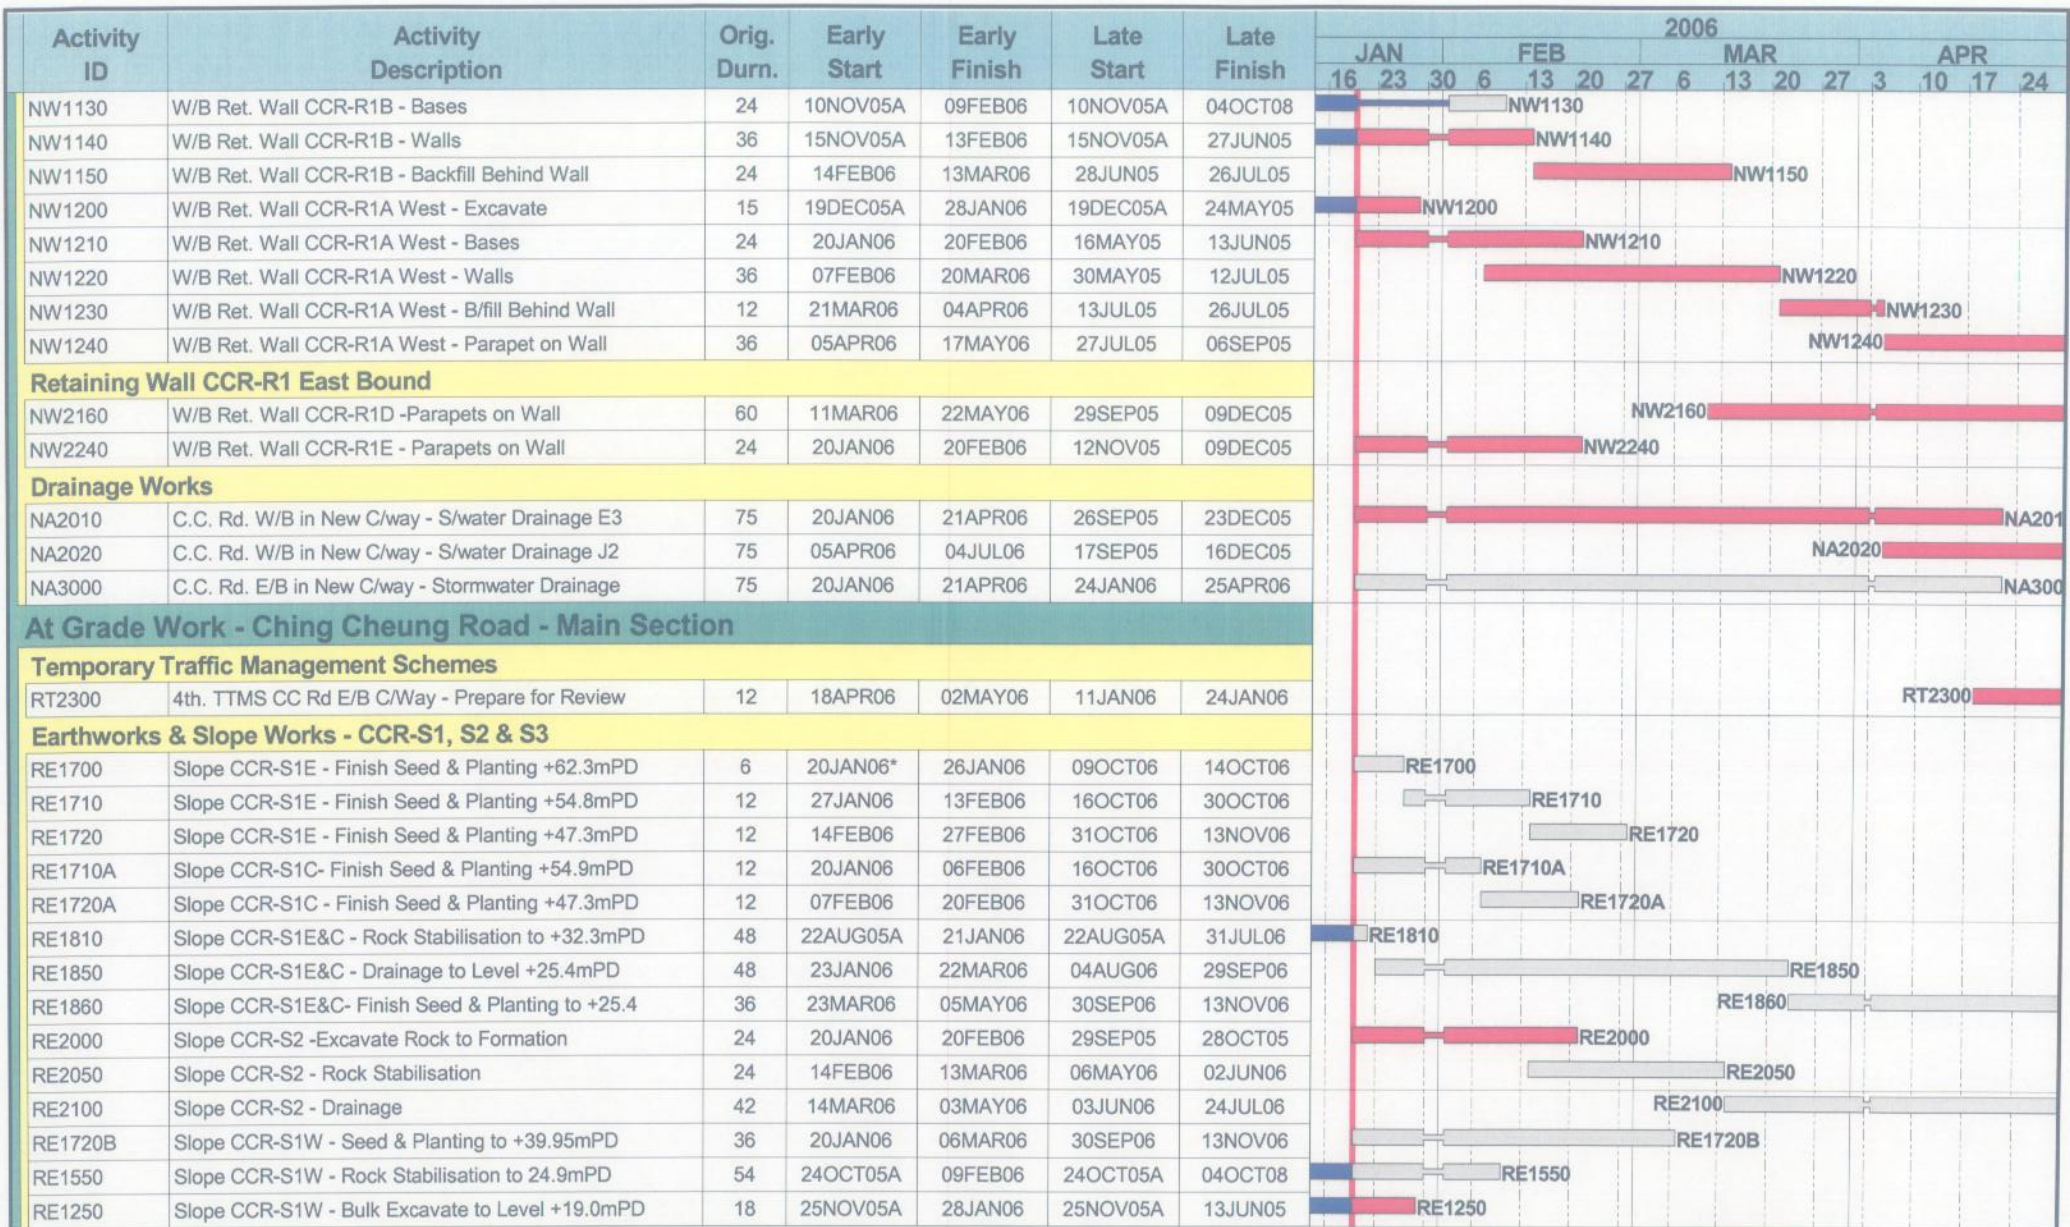 Activity ID Activity Description Orig. Durn. Early Start Early Finish Late Start Late Finish
2006
JAN FEB MAR APR
16 23 30 6 13 20 27 6 13 20 27 3 10 17 24
NW1130 W/B Ret. Wall CCR-R1B - Bases 24 10NOV05A 09FEB06 10NOV05A 04OCT08 NW1130
NW1140 W/B Ret. Wall CCR-R1B - Walls 36 15NOV05A 13FEB06 15NOV05A 27JUN05 NW1140
NW1150 W/B Ret. Wall CCR-R1B - Backfill Behind Wall 24 14FEB06 13MAR06 28JUN05 26JUL05 NW1150
NW1200 W/B Ret. Wall CCR-R1A West - Excavate 15 19DEC05A 28JAN06 19DEC05A 24MAY05 NW1200
NW1210 W/B Ret. Wall CCR-R1A West - Bases 24 20JAN06 20FEB06 16MAY05 13JUN05 NW1210
NW1220 W/B Ret. Wall CCR-R1A West - Walls 36 07FEB06 20MAR06 30MAY05 12JUL05 NW1220
NW1230 W/B Ret. Wall CCR-R1A West - B/fill Behind Wall 12 21MAR06 04APR06 13JUL05 26JUL05 NW1230
NW1240 W/B Ret. Wall CCR-R1A West - Parapet on Wall 36 05APR06 17MAY06 27JUL05 06SEP05 NW1240
Retaining Wall CCR-R1 East Bound
NW2160 W/B Ret. Wall CCR-R1D -Parapets on Wall 60 11MAR06 22MAY06 29SEP05 09DEC05 NW2160
NW2240 W/B Ret. Wall CCR-R1E - Parapets on Wall 24 20JAN06 20FEB06 12NOV05 09DEC05 NW2240
Drainage Works
NA2010 C.C. Rd. W/B in New C/way - S/water Drainage E3 75 20JAN06 21APR06 26SEP05 23DEC05 NA201
NA2020 C.C. Rd. W/B in New C/way - S/water Drainage J2 75 05APR06 04JUL06 17SEP05 16DEC05 NA2020
NA3000 C.C. Rd. E/B in New C/way - Stormwater Drainage 75 20JAN06 21APR06 24JAN06 25APR06 NA300
At Grade Work - Ching Cheung Road - Main Section
Temporary Traffic Management Schemes
RT2300 4th. TTMS CC Rd E/B C/Way - Prepare for Review 12 18APR06 02MAY06 11JAN06 24JAN06 RT2300
Earthworks & Slope Works - CCR-S1, S2 & S3
RE1700 Slope CCR-S1E - Finish Seed & Planting +62.3mPD 6 20JAN06* 26JAN06 09OCT06 14OCT06 RE1700
RE1710 Slope CCR-S1E - Finish Seed & Planting +54.8mPD 12 27JAN06 13FEB06 16OCT06 30OCT06 RE1710
RE1720 Slope CCR-S1E - Finish Seed & Planting +47.3mPD 12 14FEB06 27FEB06 31OCT06 13NOV06 RE1720
RE1710A Slope CCR-S1C- Finish Seed & Planting +54.9mPD 12 20JAN06 06FEB06 16OCT06 30OCT06 RE1710A
RE1720A Slope CCR-S1C - Finish Seed & Planting +47.3mPD 12 07FEB06 20FEB06 31OCT06 13NOV06 RE1720A
RE1810 Slope CCR-S1E&C - Rock Stabilisation to +32.3mPD 48 22AUG05A 21JAN06 22AUG05A 31JUL06 RE1810
RE1850 Slope CCR-S1E&C - Drainage to Level +25.4mPD 48 23JAN06 22MAR06 04AUG06 29SEP06 RE1850
RE1860 Slope CCR-S1E&C- Finish Seed & Planting to +25.4 36 23MAR06 05MAY06 30SEP06 13NOV06 RE1860
RE2000 Slope CCR-S2 -Excavate Rock to Formation 24 20JAN06 20FEB06 29SEP05 28OCT05 RE2000
RE2050 Slope CCR-S2 - Rock Stabilisation 24 14FEB06 13MAR06 06MAY06 02JUN06 RE2050
RE2100 Slope CCR-S2 - Drainage 42 14MAR06 03MAY06 03JUN06 24JUL06 RE2100
RE1720B Slope CCR-S1W - Seed & Planting to +39.95mPD 36 20JAN06 06MAR06 30SEP06 13NOV06 RE1720B
RE1550 Slope CCR-S1W - Rock Stabilisation to 24.9mPD 54 24OCT05A 09FEB06 24OCT05A 04OCT08 RE1550
RE1250 Slope CCR-S1W - Bulk Excavate to Level +19.0mPD 18 25NOV05A 28JAN06 25NOV05A 13JUN05 RE1250